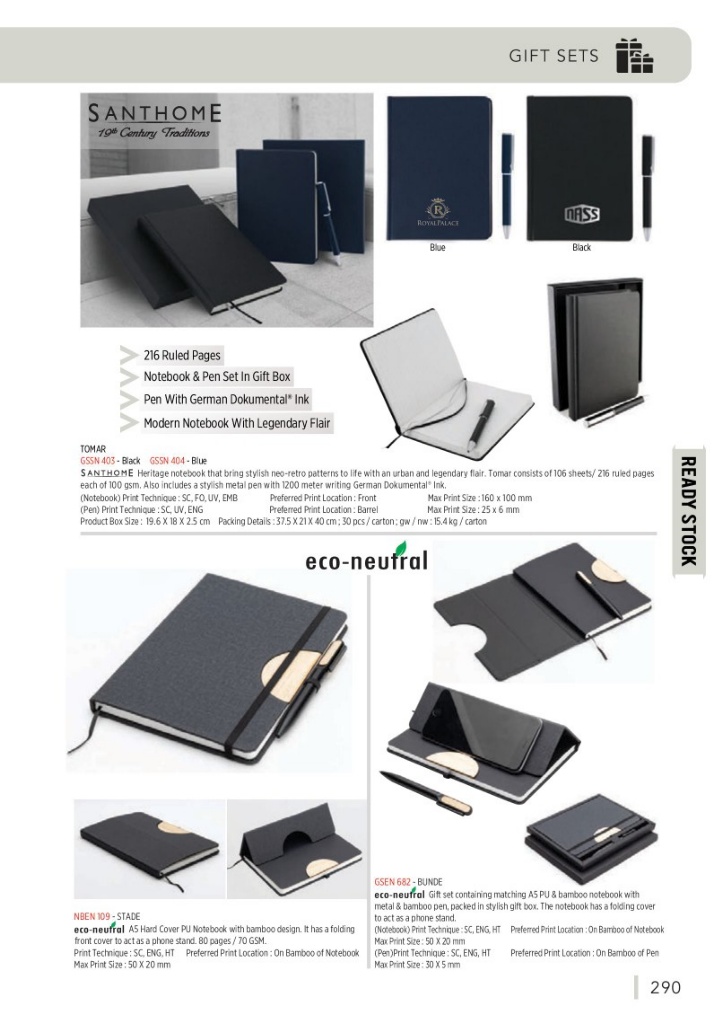 GIFT SETS
SANTHOME
19th Century Traditions
R
ROYALPALACE
NASS
Blue
Black
216 Ruled Pages
Notebook & Pen Set In Gift Box
Pen With German Dokumental® Ink
Modern Notebook With Legendary Flair
TOMAR
GSSN 403 - Black GSSN 404 - Blue
SANTHOME Heritage notebook that bring stylish neo-retro patterns to life with an urban and legendary flair. Tomar consists of 106 sheets/ 216 ruled pages
each of 100 gsm. Also includes a stylish metal pen with 1200 meter writing German Dokumental® Ink.
(Notebook) Print Technique : SC, FO, UV, EMB Preferred Print Location : Front Max Print Size : 160 x 100 mm
(Pen) Print Technique : SC, UV, ENG Preferred Print Location : Barrel Max Print Size : 25 x 6 mm
Product Box Size : 19.6 X 18 X 2.5 cm Packing Details : 37.5 X 21 X 40 cm ; 30 pcs / carton ; gw / nw : 15.4 kg / carton
READY STOCK
eco-neutral
NBEN 109 - STADE
eco-neutral A5 Hard Cover PU Notebook with bamboo design. It has a folding
front cover to act as a phone stand. 80 pages / 70 GSM.
Print Technique : SC, ENG, HT Preferred Print Location : On Bamboo of Notebook
Max Print Size : 50 X 20 mm
GSEN 682 - BUNDE
eco-neutral Gift set containing matching A5 PU & bamboo notebook with
metal & bamboo pen, packed in stylish gift box. The notebook has a folding cover
to act as a phone stand.
(Notebook) Print Technique : SC, ENG, HT Preferred Print Location : On Bamboo of Notebook
Max Print Size : 50 X 20 mm
(Pen)Print Technique : SC, ENG, HT Preferred Print Location : On Bamboo of Pen
Max Print Size : 30 X 5 mm
290